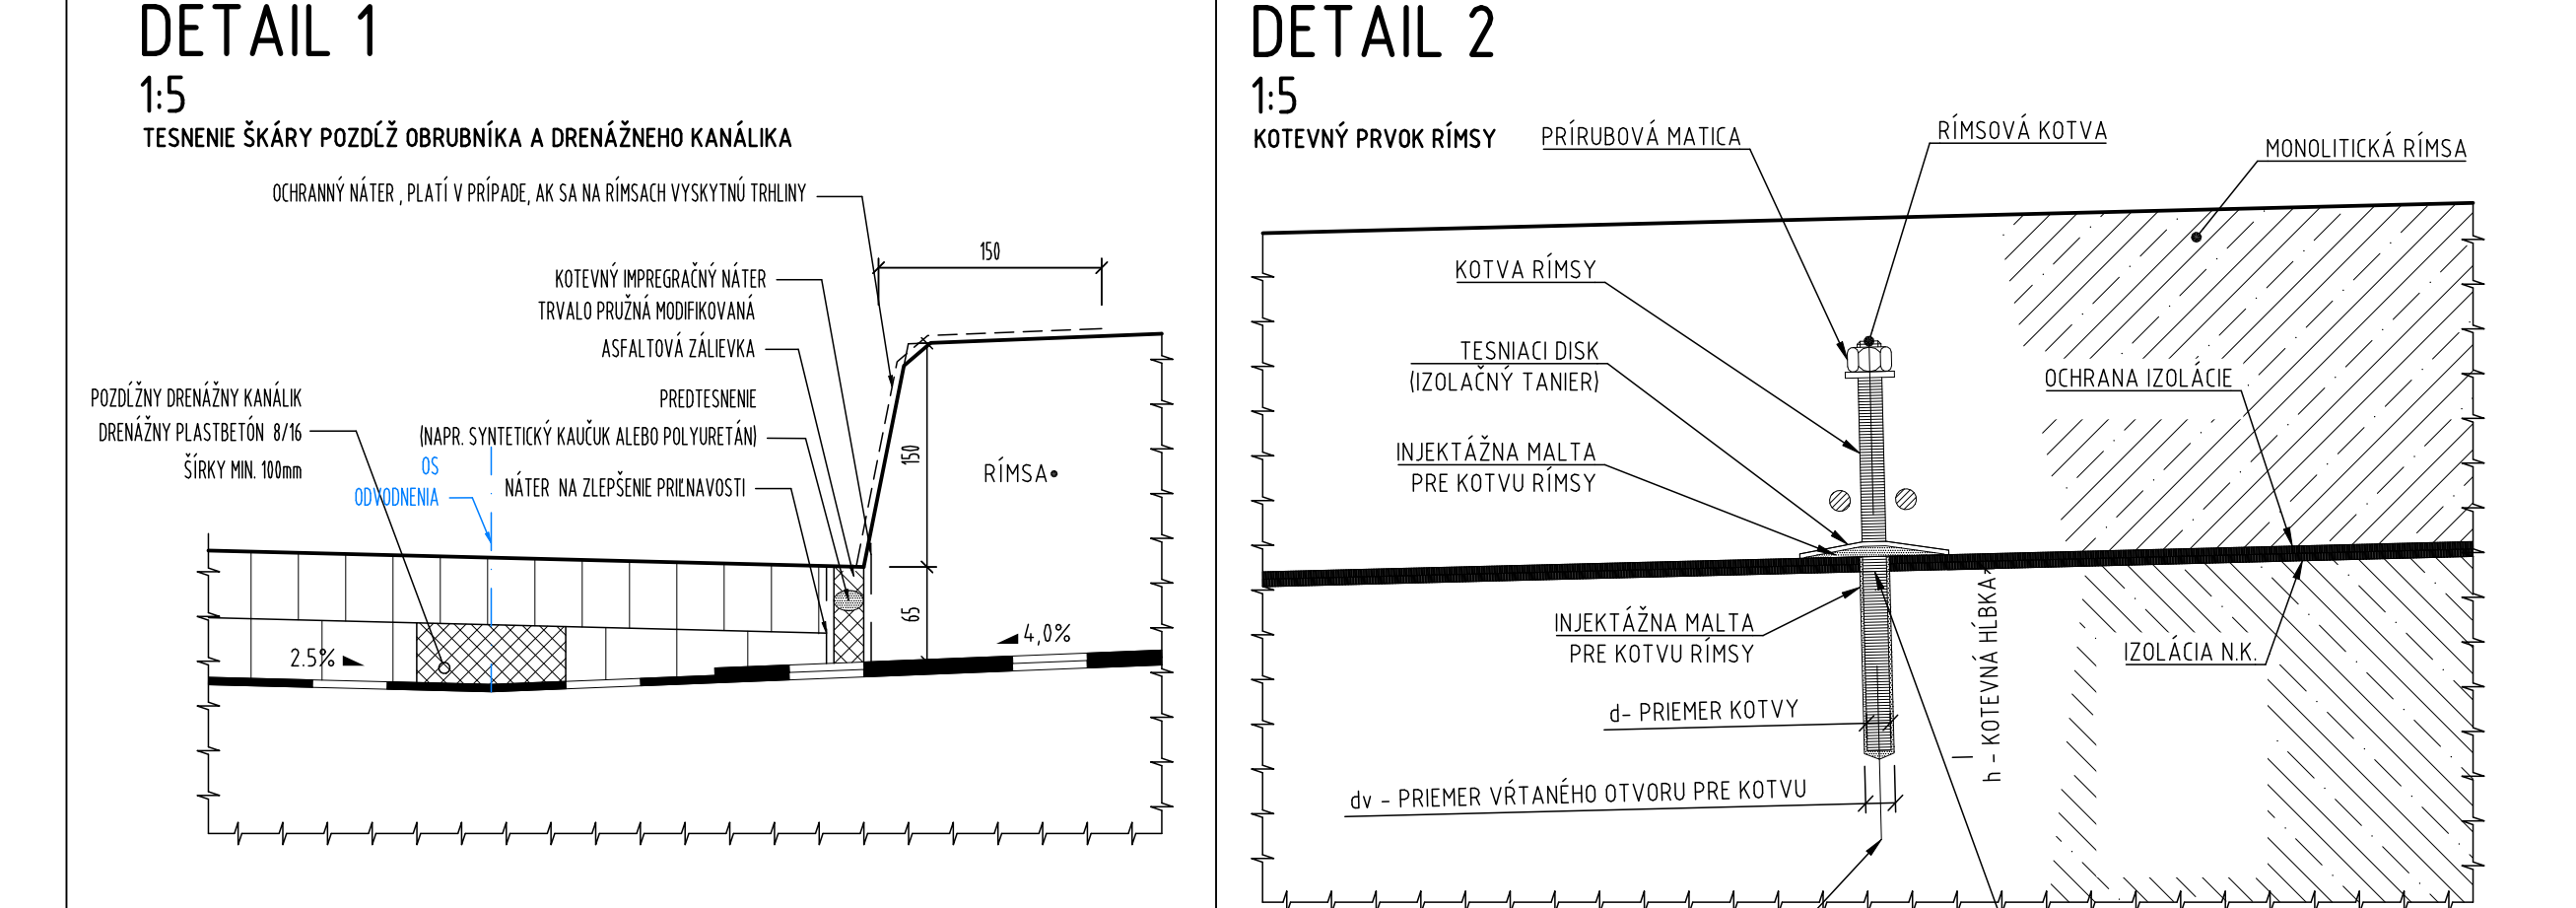 DETAIL 1
1:5
TESNENIE ŠKÁRY POZDĹŽ OBRUBNÍKA A DRENÁŽNEHO KANÁLIKA
OCHRANNÝ NÁTER , PLATÍ V PRÍPADE, AK SA NA RÍMSACH VYSKYTNÚ TRHLINY
150
KOTEVNÝ IMPREGRAČNÝ NÁTER
TRVALO PRUŽNÁ MODIFIKOVANÁ
ASFALTOVÁ ZÁLIEVKA
PREDTESNENIE
(NAPR. SYNTETICKÝ KAUČUK ALEBO POLYURETÁN)
NÁTER NA ZLEPŠENIE PRIĽNAVOSTI
POZDĹŽNY DRENÁŽNY KANÁLIK
DRENÁŽNY PLASTBETÓN 8/16
ŠÍRKY MIN. 100mm
OS
ODVODNENIA
150
RÍMSA
65
2.5%
4,0%
DETAIL 2
1:5
KOTEVNÝ PRVOK RÍMSY
PRÍRUBOVÁ MATICA
RÍMSOVÁ KOTVA
MONOLITICKÁ RÍMSA
KOTVA RÍMSY
TESNIACI DISK
(IZOLAČNÝ TANIER)
OCHRANA IZOLÁCIE
INJEKTÁŽNA MALTA
PRE KOTVU RÍMSY
INJEKTÁŽNA MALTA
PRE KOTVU RÍMSY
h - KOTEVNÁ HĹBKA
IZOLÁCIA N.K.
d- PRIEMER KOTVY
dv - PRIEMER VŔTANÉHO OTVORU PRE KOTVU